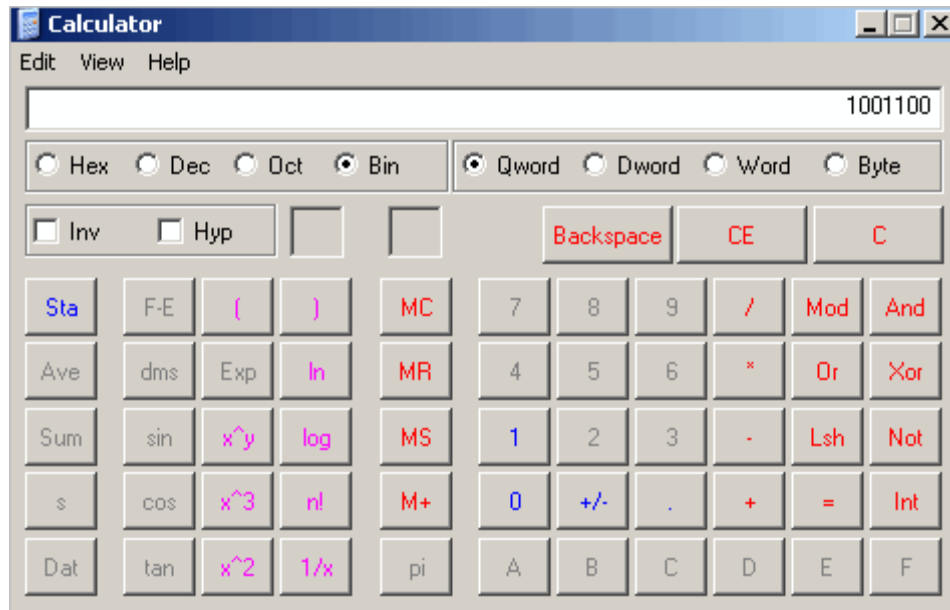 Calculator
Edit View Help
1001100
Hex Dec Oct Bin Qword Dword Word Byte
Inv Hyp Backspace CE C
Sta F-E ( ) MC 7 8 9 / Mod And
Ave dms Exp ln MR 4 5 6 * Or Xor
Sum sin x^y log MS 1 2 3 - Lsh Not
s cos x^3 n! M+ 0 +/- . + = Int
Dat tan x^2 1/x pi A B C D E F